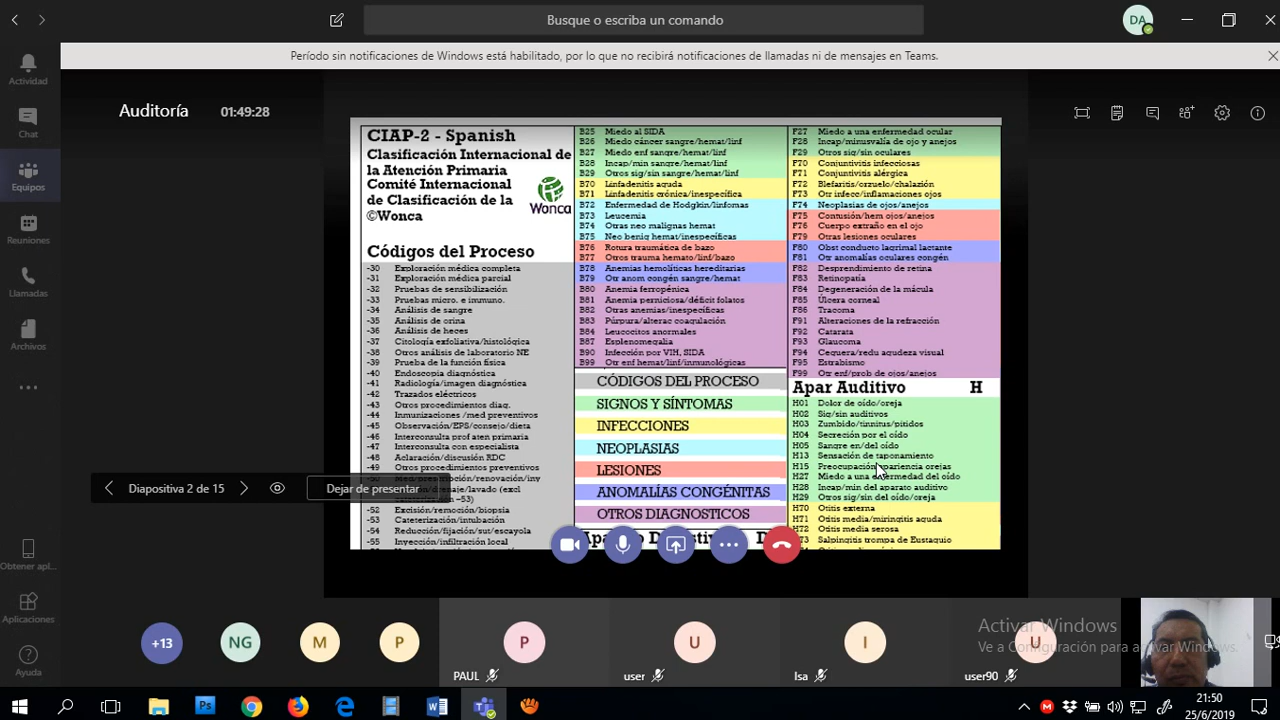 Busque o escriba un comando
DA
Período sin notificaciones de Windows está habilitado, por lo que no recibirá notificaciones de llamadas ni de mensajes en Teams.
Actividad
Chat
Equipos
Reuniones
Llamadas
Archivos
Obtener apl...
Aplicaciones
Ayuda
Auditoría 01:49:28
CIAP-2 - Spanish
Clasificación Internacional de
la Atención Primaria
Comité Internacional
de Clasificación de la
©Wonca
Wonca
Códigos del Proceso
-30 Exploración médica completa
-31 Exploración médica parcial
-32 Pruebas de sensibilización
-33 Pruebas micro. e inmuno.
-34 Análisis de sangre
-35 Análisis de orina
-36 Análisis de heces
-37 Citología exfoliativa/histológica
-38 Otros análisis de laboratorio NE
-39 Prueba de la función física
-40 Endoscopia diagnóstica
-41 Radiología/imagen diagnóstica
-42 Trazados eléctricos
-43 Otros procedimientos diag.
-44 Inmunizaciones /med preventivos
-45 Observación/EPS/consejo/dieta
-46 Interconsulta prof aten primaria
-47 Interconsulta con especialista
-48 Aclaración/discusión RDC
-49 Otros procedimientos preventivos
-52 Excisión/remoción/biopsia
-53 Cateterización/intubación
-54 Reducción/fijación/sut/escayola
-55 Inyección/infiltración local
B25 Miedo al SIDA
B26 Miedo cáncer sangre/hemat/linf
B27 Miedo enf sangre/hemat/linf
B28 Incap/min sangre/hemat/linf
B29 Otros sig/sin sangre/hemat/linf
B70 Linfadenitis aguda
B71 Linfadenitis crónica/inespecífica
B72 Enfermedad de Hodgkin/linfomas
B73 Leucemia
B74 Otras neo malignas hemat
B75 Neo benig hemat/inespecíficas
B76 Rotura traumática de bazo
B77 Otros trauma hemato/linf/bazo
B78 Anemias hemolíticas hereditarias
B79 Otr anom congén sangre/hemat
B80 Anemia ferropénica
B81 Anemia perniciosa/déficit folatos
B82 Otras anemias/inespecíficas
B83 Púrpura/alterac coagulación
B84 Leucocitos anormales
B87 Esplenomegalia
B90 Infección por VIH, SIDA
B99 Otr enf hemat/linf/inmunológicas
CÓDIGOS DEL PROCESO
SIGNOS Y SÍNTOMAS
INFECCIONES
NEOPLASIAS
LESIONES
ANOMALÍAS CONGÉNITAS
OTROS DIAGNOSTICOS
F27 Miedo a una enfermedad ocular
F28 Incap/minusvalía de ojo y anejos
F29 Otros sig/sin oculares
F70 Conjuntivitis infecciosas
F71 Conjuntivitis alérgica
F72 Blefaritis/orzuelo/chalazión
F73 Otr infecc/inflamaciones ojos
F74 Neoplasias de ojos/anejos
F75 Contusión/hem ojos/anejos
F76 Cuerpo extraño en el ojo
F79 Otras lesiones oculares
F80 Obst conducto lagrimal lactante
F81 Otr anomalías oculares congén
F82 Desprendimiento de retina
F83 Retinopatía
F84 Degeneración de la mácula
F85 Úlcera corneal
F86 Tracoma
F91 Alteraciones de la refracción
F92 Catarata
F93 Glaucoma
F94 Ceguera/redu agudeza visual
F95 Estrabismo
F99 Otr enf/prob de ojos/anejos
Apar Auditivo H
H01 Dolor de oído/oreja
H02 Sig/sin auditivos
H03 Zumbido/tinnitus/pitidos
H04 Secreción por el oído
H05 Sangre en/del oído
H13 Sensación de taponamiento
H15 Preocupación apariencia orejas
H27 Miedo a una enfermedad del oído
H28 Incap/min del aparato auditivo
H29 Otros sig/sin del oído/oreja
H70 Otitis externa
H71 Otitis media/miringitis aguda
H72 Otitis media serosa
H73 Salpingitis trompa de Eustaquio
Diapositiva 2 de 15
Dejar de presentar
+13
NG
M
P
P
PAUL
U
user
I
Isa
U
user90
Activar Windows
Ve a Configuración para activar Windows.
21:50
25/6/2019